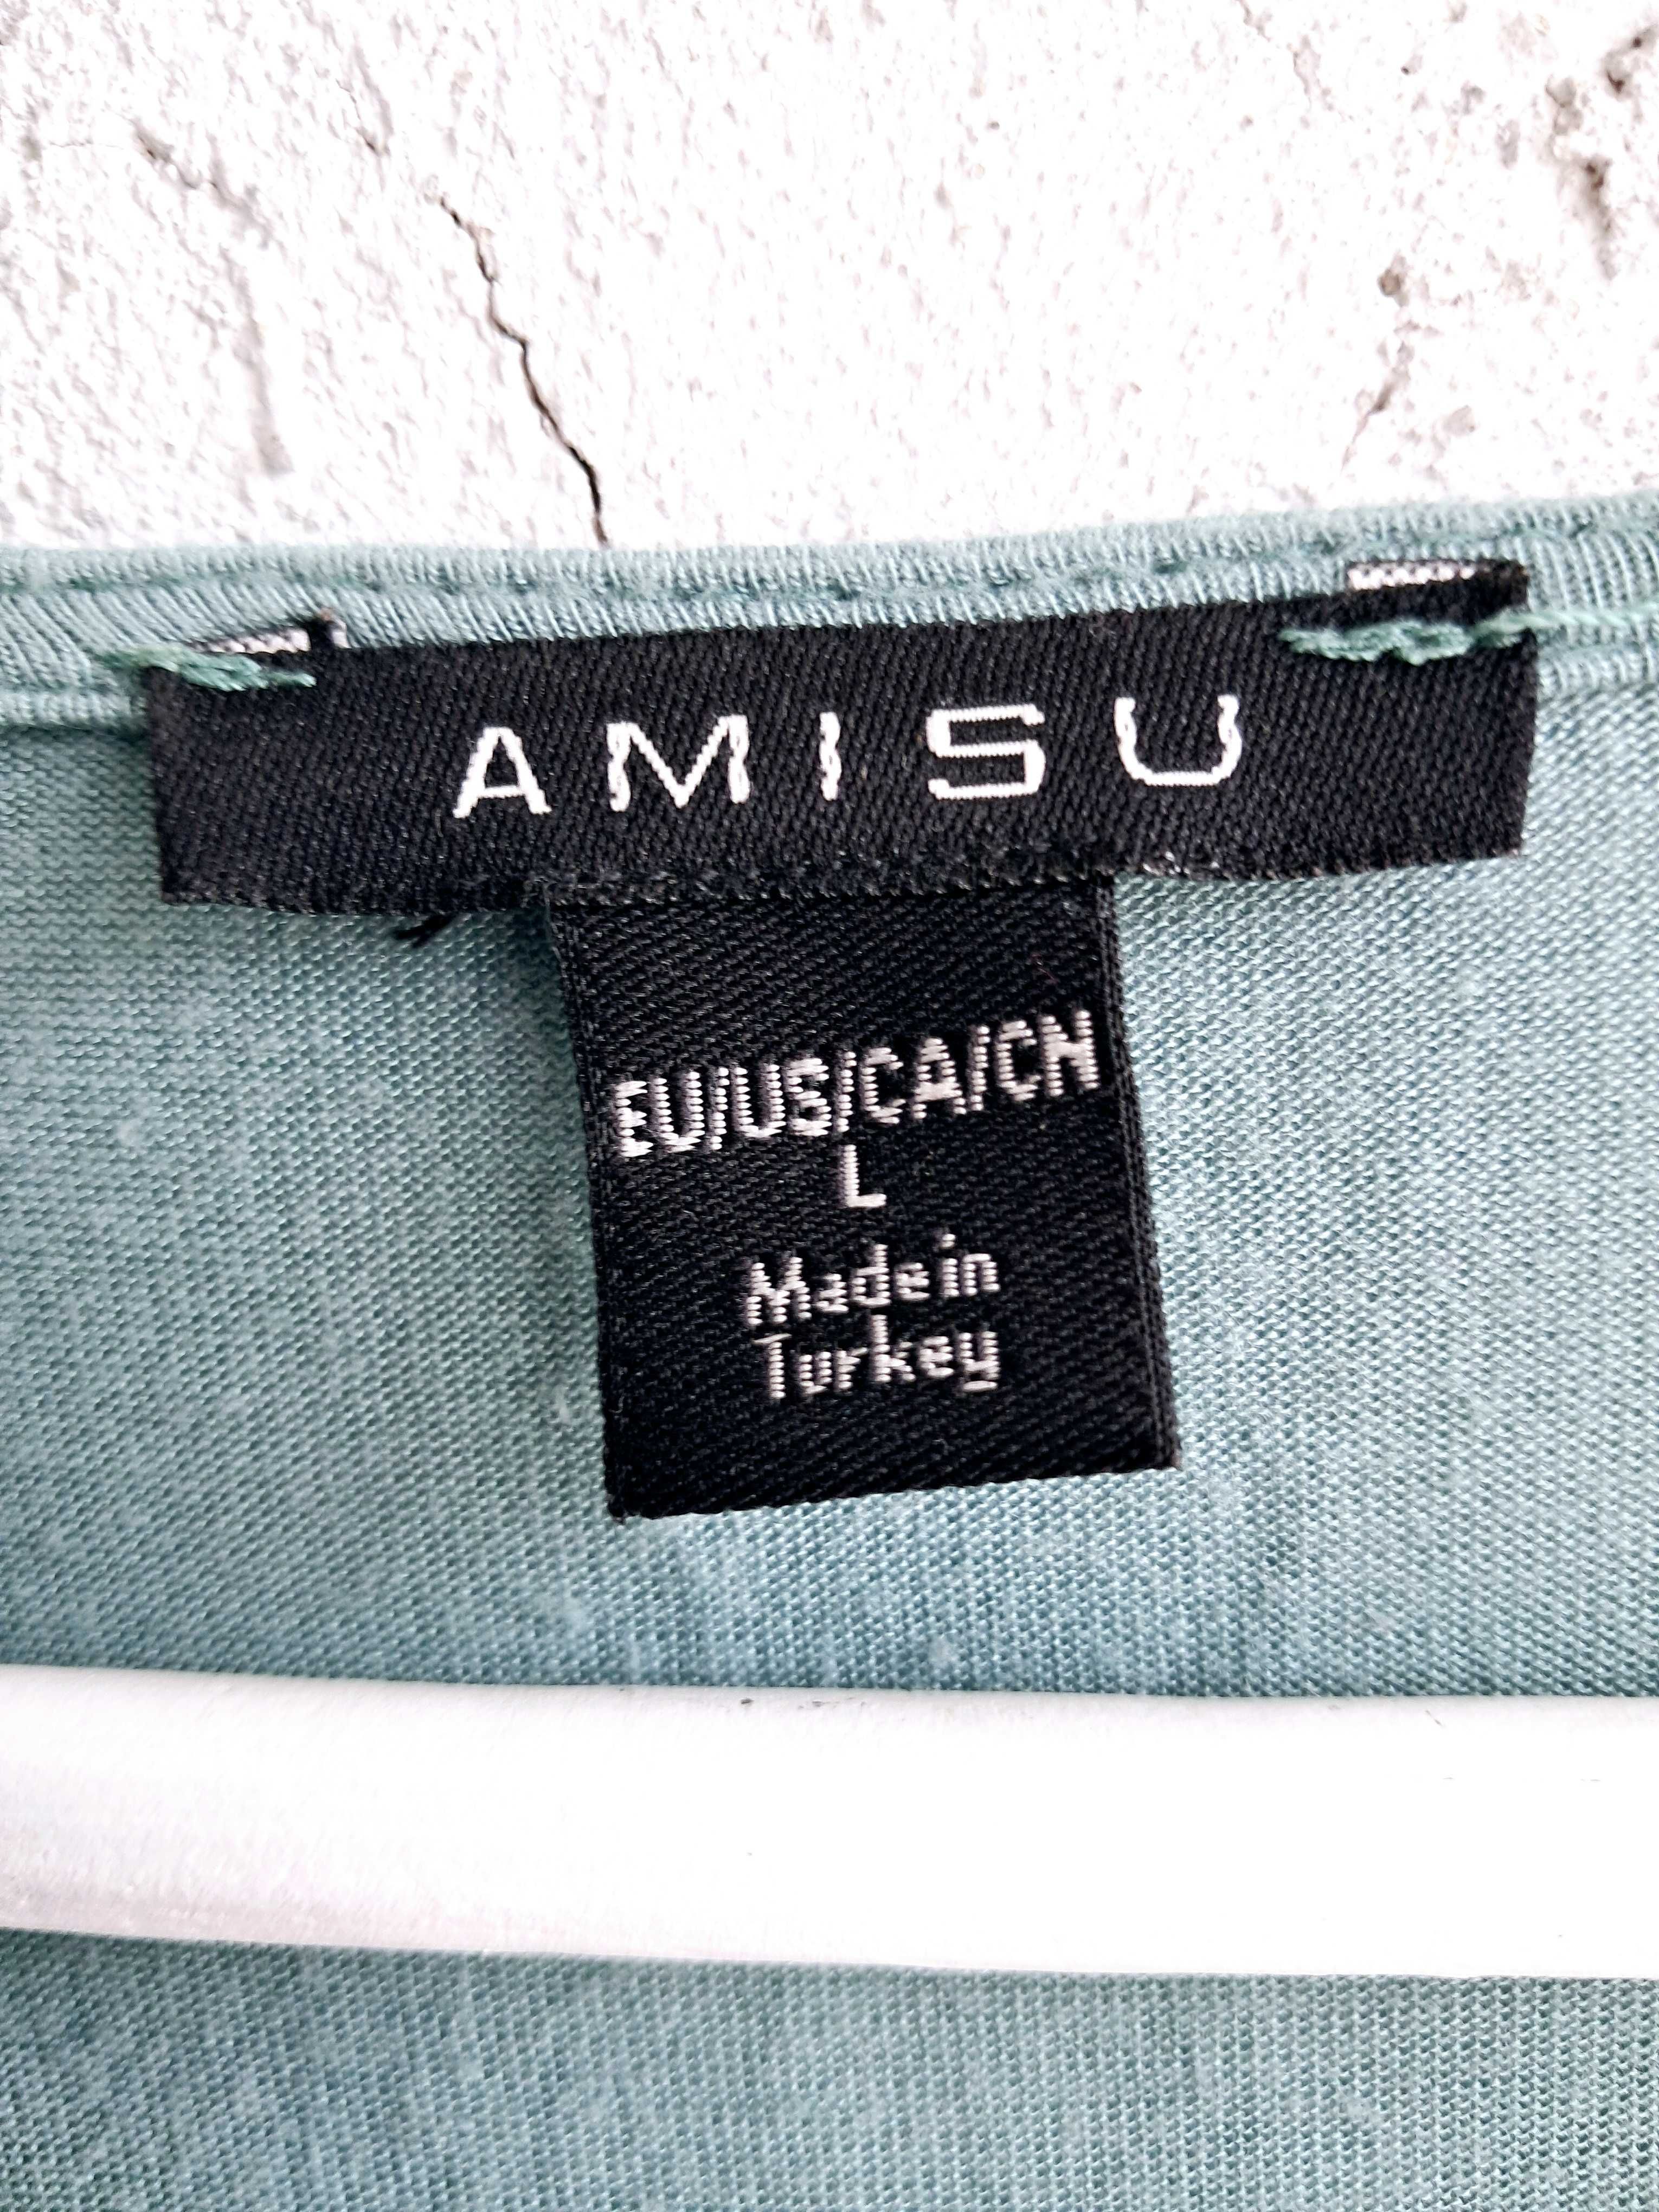 AMISU
EU/US/CA/CN
L
Made in
Turkey